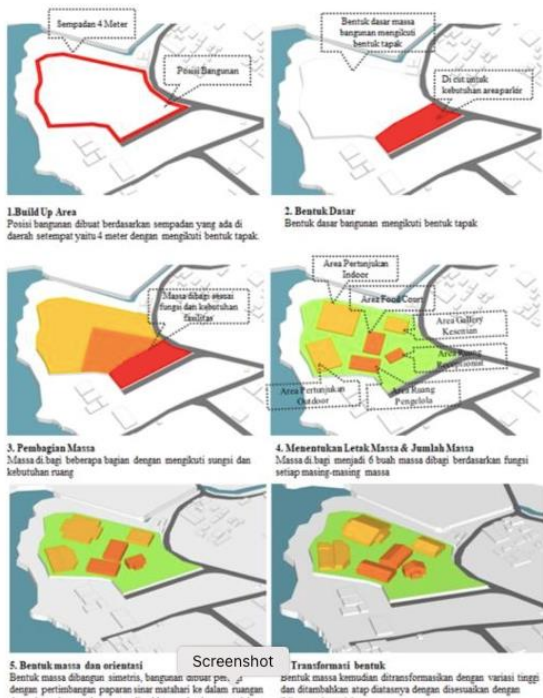 Sempadan 4 Meter
Posisi Bangunan
Bentuk dasar massa
bangunan mengikuti
bentuk tapak
Di cut untuk
kebutuhan area parkir
1.Build Up Area
Posisi bangunan dibuat berdasarkan sempadan yang ada di
daerah setempat yaitu 4 meter dengan mengikuti bentuk tapak.
2. Bentuk Dasar
Bentuk dasar bangunan mengikuti bentuk tapak
Massa dibagi sesuai
fungsi dan kebutuhan
fasilitas
Area Pertunjukan
Indoor
Area Food Court
Area Gallery
Kesenian
Area Ruang
Receptionist
Area Pertunjukan
Outdoor
Area Ruang
Pengelola
3. Pembagian Massa
Massa di.bagi beberapa bagian dengan mengikuti sungsi dan
kebutuhan ruang
4. Menentukan Letak Massa & Jumlah Massa
Massa di.bagi menjadi 6 buah massa dibagi berdasarkan fungsi
setiap masing-masing massa
5. Bentuk massa dan orientasi
Bentuk massa dibangun simetris, bangunan dibuat
dengan pertimbangan paparan sinar matahari ke dalam ruangan
Screenshot
Transformasi bentuk
Bentuk massa kemudian ditransformasikan dengan variasi tinggi
dan ditambahkan atap diatasnya dengan disesuaikan dengan